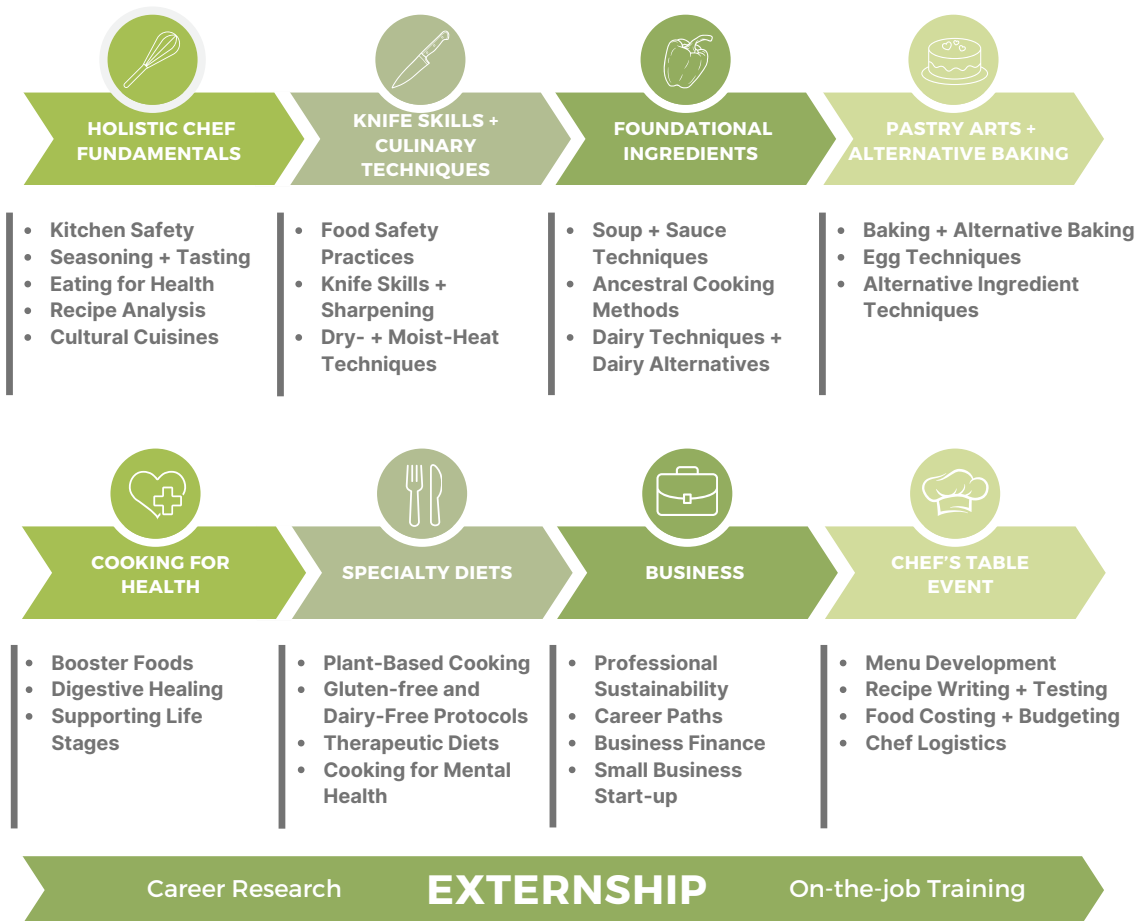 HOLISTIC CHEF
FUNDAMENTALS
KNIFE SKILLS +
CULINARY
TECHNIQUES
FOUNDATIONAL
INGREDIENTS
PASTRY ARTS +
ALTERNATIVE BAKING
• Kitchen Safety
• Seasoning + Tasting
• Eating for Health
• Recipe Analysis
• Cultural Cuisines
• Food Safety
Practices
• Knife Skills +
Sharpening
• Dry- + Moist-Heat
Techniques
• Soup + Sauce
Techniques
• Ancestral Cooking
Methods
• Dairy Techniques +
Dairy Alternatives
• Baking + Alternative Baking
• Egg Techniques
• Alternative Ingredient
Techniques
COOKING FOR
HEALTH
SPECIALTY DIETS
BUSINESS
CHEF'S TABLE
EVENT
• Booster Foods
• Digestive Healing
• Supporting Life
Stages
• Plant-Based Cooking
• Gluten-free and
Dairy-Free Protocols
• Therapeutic Diets
• Cooking for Mental
Health
• Professional
Sustainability
• Career Paths
• Business Finance
• Small Business
Start-up
• Menu Development
• Recipe Writing + Testing
• Food Costing + Budgeting
• Chef Logistics
Career Research EXTERNSHIP On-the-job Training